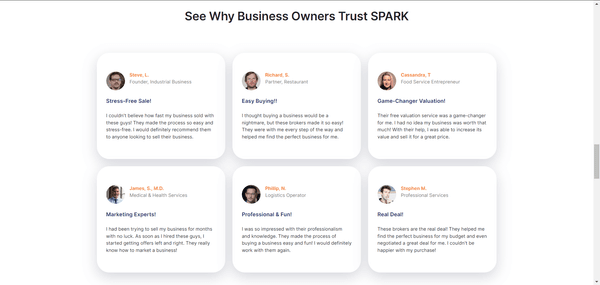 See Why Business Owners Trust SPARK
Steve, L.
Founder, Industrial Business
Stress-Free Sale!
I couldn't believe how fast my business sold with
these guys! They made the process so easy and
stress-free. I would definitely recommend them
to anyone looking to sell their business.
Richard, S.
Partner, Restaurant
Easy Buying!!
I thought buying a business would be a
nightmare, but these brokers made it so easy!
They were with me every step of the way and
helped me find the perfect business for me.
Cassandra, T
Food Service Entrepreneur
Game-Changer Valuation!
Their free valuation service was a game-changer
for me. I had no idea my business was worth that
much! With their help, I was able to increase its
value and sell it for a great price.
James, S., M.D.
Medical & Health Services
Marketing Experts!
I had been trying to sell my business for months
with no luck. As soon as I hired these guys, I
started getting offers left and right. They really
know how to market a business!
Phillip, N.
Logistics Operator
Professional & Fun!
I was so impressed with their professionalism
and knowledge. They made the process of
buying a business easy and fun! I would definitely
work with them again.
Stephen M.
Professional Services
Real Deal!
These brokers are the real deal! They helped me
find the perfect business for my budget and even
negotiated a great deal for me. I couldn't be
happier with my purchase!